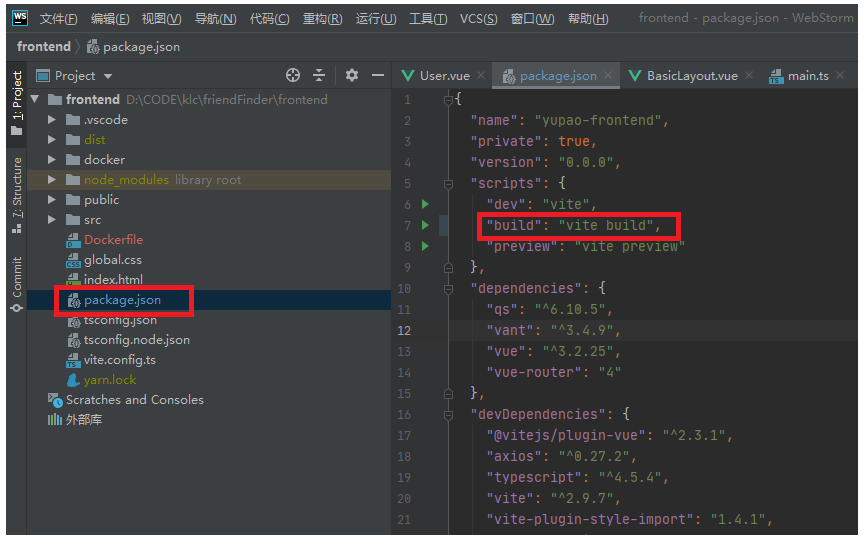 WS 文件(F) 编辑(E) 视图(V) 导航(N) 代码(C) 重构(R) 运行(U) 工具(T) VCS(S) 窗口(W) 帮助(H) frontend - package.json - WebStorm
frontend package.json
1: Project
7: Structure
Commit
Project
frontend D:\CODE\klc\friendFinder\frontend
.vscode
dist
docker
node_modules library root
public
src
Dockerfile
global.css
index.html
package.json
tsconfig.json
tsconfig.node.json
vite.config.ts
yarn.lock
Scratches and Consoles
外部库
User.vue package.json BasicLayout.vue main.ts
1 {
2 "name": "yupao-frontend",
3 "private": true,
4 "version": "0.0.0",
5 "scripts": {
6 "dev": "vite",
7 "build": "vite build",
8 "preview": "vite preview"
9 },
10 "dependencies": {
11 "qs": "^6.10.5",
12 "vant": "^3.4.9",
13 "vue": "^3.2.25",
14 "vue-router": "4"
15 },
16 "devDependencies": {
17 "@vitejs/plugin-vue": "^2.3.1",
18 "axios": "^0.27.2",
19 "typescript": "^4.5.4",
20 "vite": "^2.9.7",
21 "vite-plugin-style-import": "1.4.1",